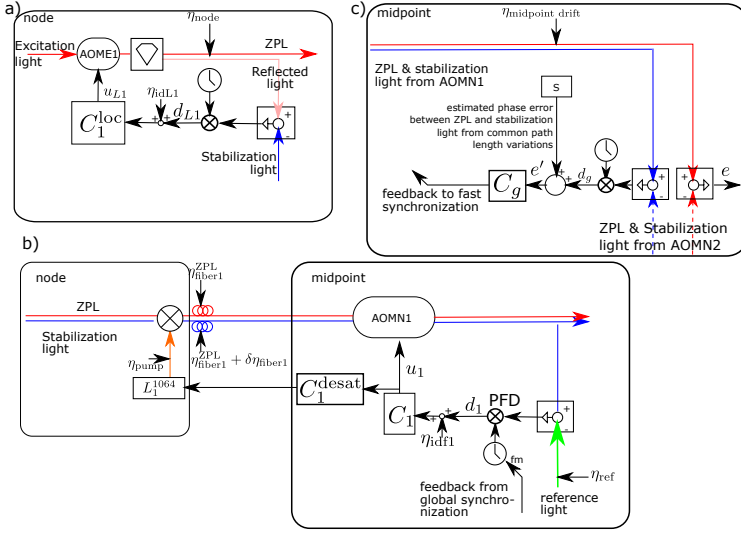 a)
node
η_node
Excitation
light
AOME1
ZPL
u_L1
η_idL1
d_L1
Reflected
light
C_1^loc
+
+
+
-
Stabilization
light
b)
node
η_fiber1^ZPL
ZPL
Stabilization
light
η_pump
η_fiber1^ZPL + δη_fiber1
L_1^1064
midpoint
AOMN1
u_1
C_1^desat
C_1
d_1
PFD
+
+
+
-
η_idf1
fm
feedback from
global synchro-
nization
η_ref
reference
light
c)
midpoint
η_midpoint drift
ZPL & stabilization
light from AOMN1
s
estimated phase error
between ZPL and stabilization
light from common path
length variations
C_g
e′
+
+
d_g
+
-
+
-
e
feedback to fast
synchronization
ZPL & Stabilization
light from AOMN2